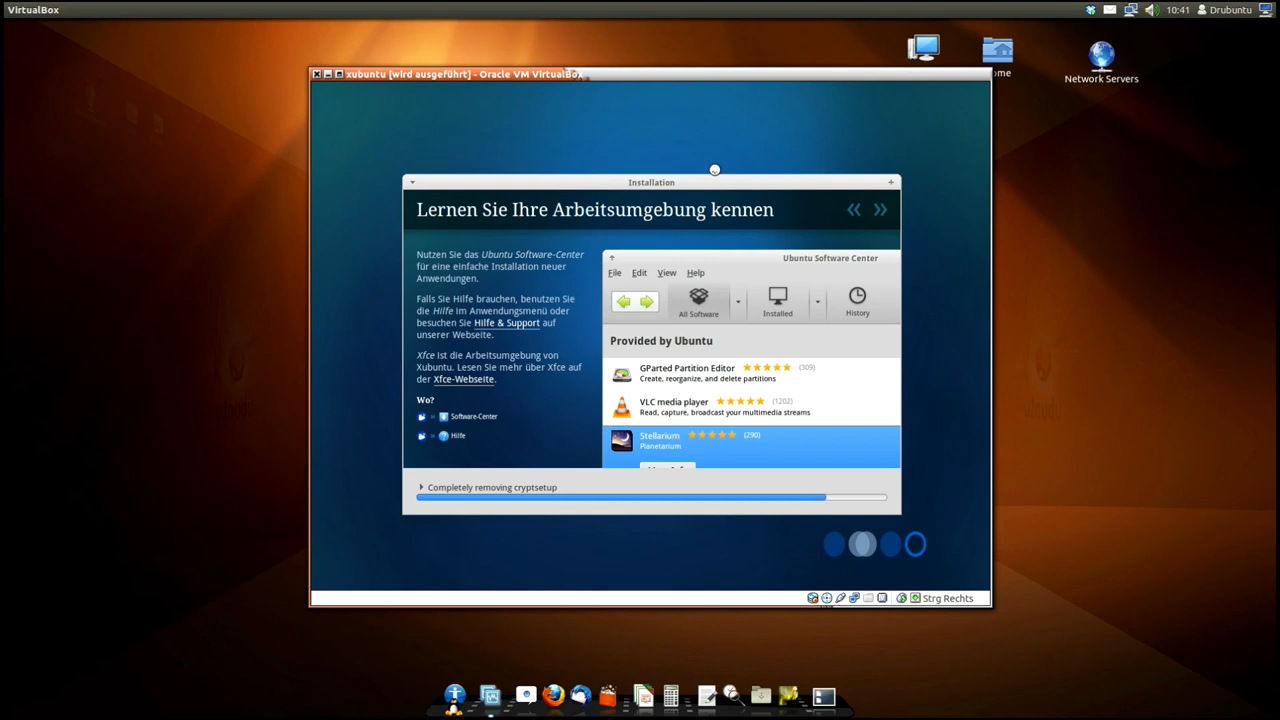 VirtualBox
10:41
Drubuntu
ome
Network Servers
xubuntu [wird ausgeführt] - Oracle VM VirtualBox
Installation
Lernen Sie Ihre Arbeitsumgebung kennen
Nutzen Sie das Ubuntu Software-Center
für eine einfache Installation neuer
Anwendungen.
Falls Sie Hilfe brauchen, benutzen Sie
die Hilfe im Anwendungsmenü oder
besuchen Sie Hilfe & Support auf
unserer Webseite.
Xfce ist die Arbeitsumgebung von
Xubuntu. Lesen Sie mehr über Xfce auf
der Xfce-Webseite.
Wo?
Software-Center
Hilfe
Ubuntu Software Center
File Edit View Help
All Software
Installed
History
Provided by Ubuntu
GParted Partition Editor (309)
Create, reorganize, and delete partitions
VLC media player (1202)
Read, capture, broadcast your multimedia streams
Stellarium (290)
Planetarium
Completely removing cryptsetup
Strg Rechts